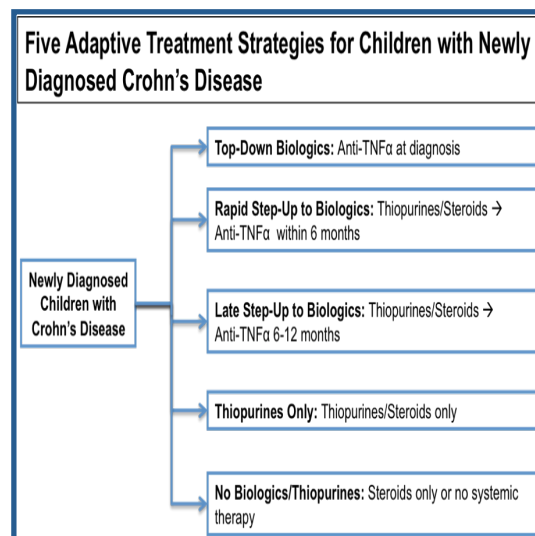 Five Adaptive Treatment Strategies for Children with Newly
Diagnosed Crohn's Disease
Top-Down Biologics: Anti-TNFα at diagnosis
Rapid Step-Up to Biologics: Thiopurines/Steroids →
Anti-TNFα within 6 months
Newly Diagnosed
Children with
Crohn's Disease
Late Step-Up to Biologics: Thiopurines/Steroids →
Anti-TNFα 6-12 months
Thiopurines Only: Thiopurines/Steroids only
No Biologics/Thiopurines: Steroids only or no systemic
therapy